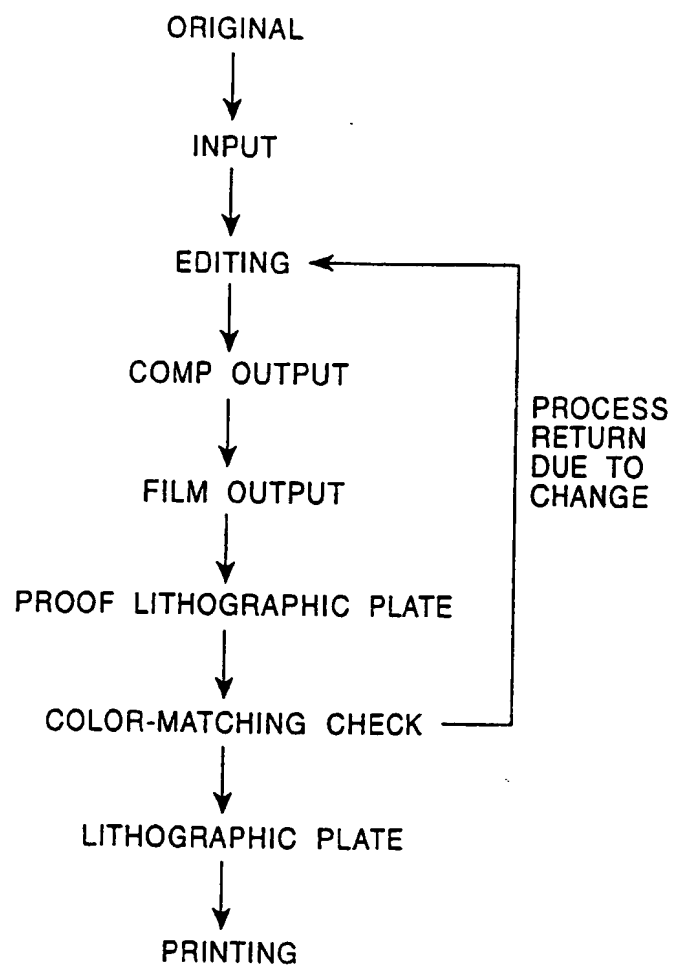 ORIGINAL
INPUT
EDITING
COMP OUTPUT
FILM OUTPUT
PROOF LITHOGRAPHIC PLATE
COLOR-MATCHING CHECK
LITHOGRAPHIC PLATE
PRINTING
PROCESS
RETURN
DUE TO
CHANGE